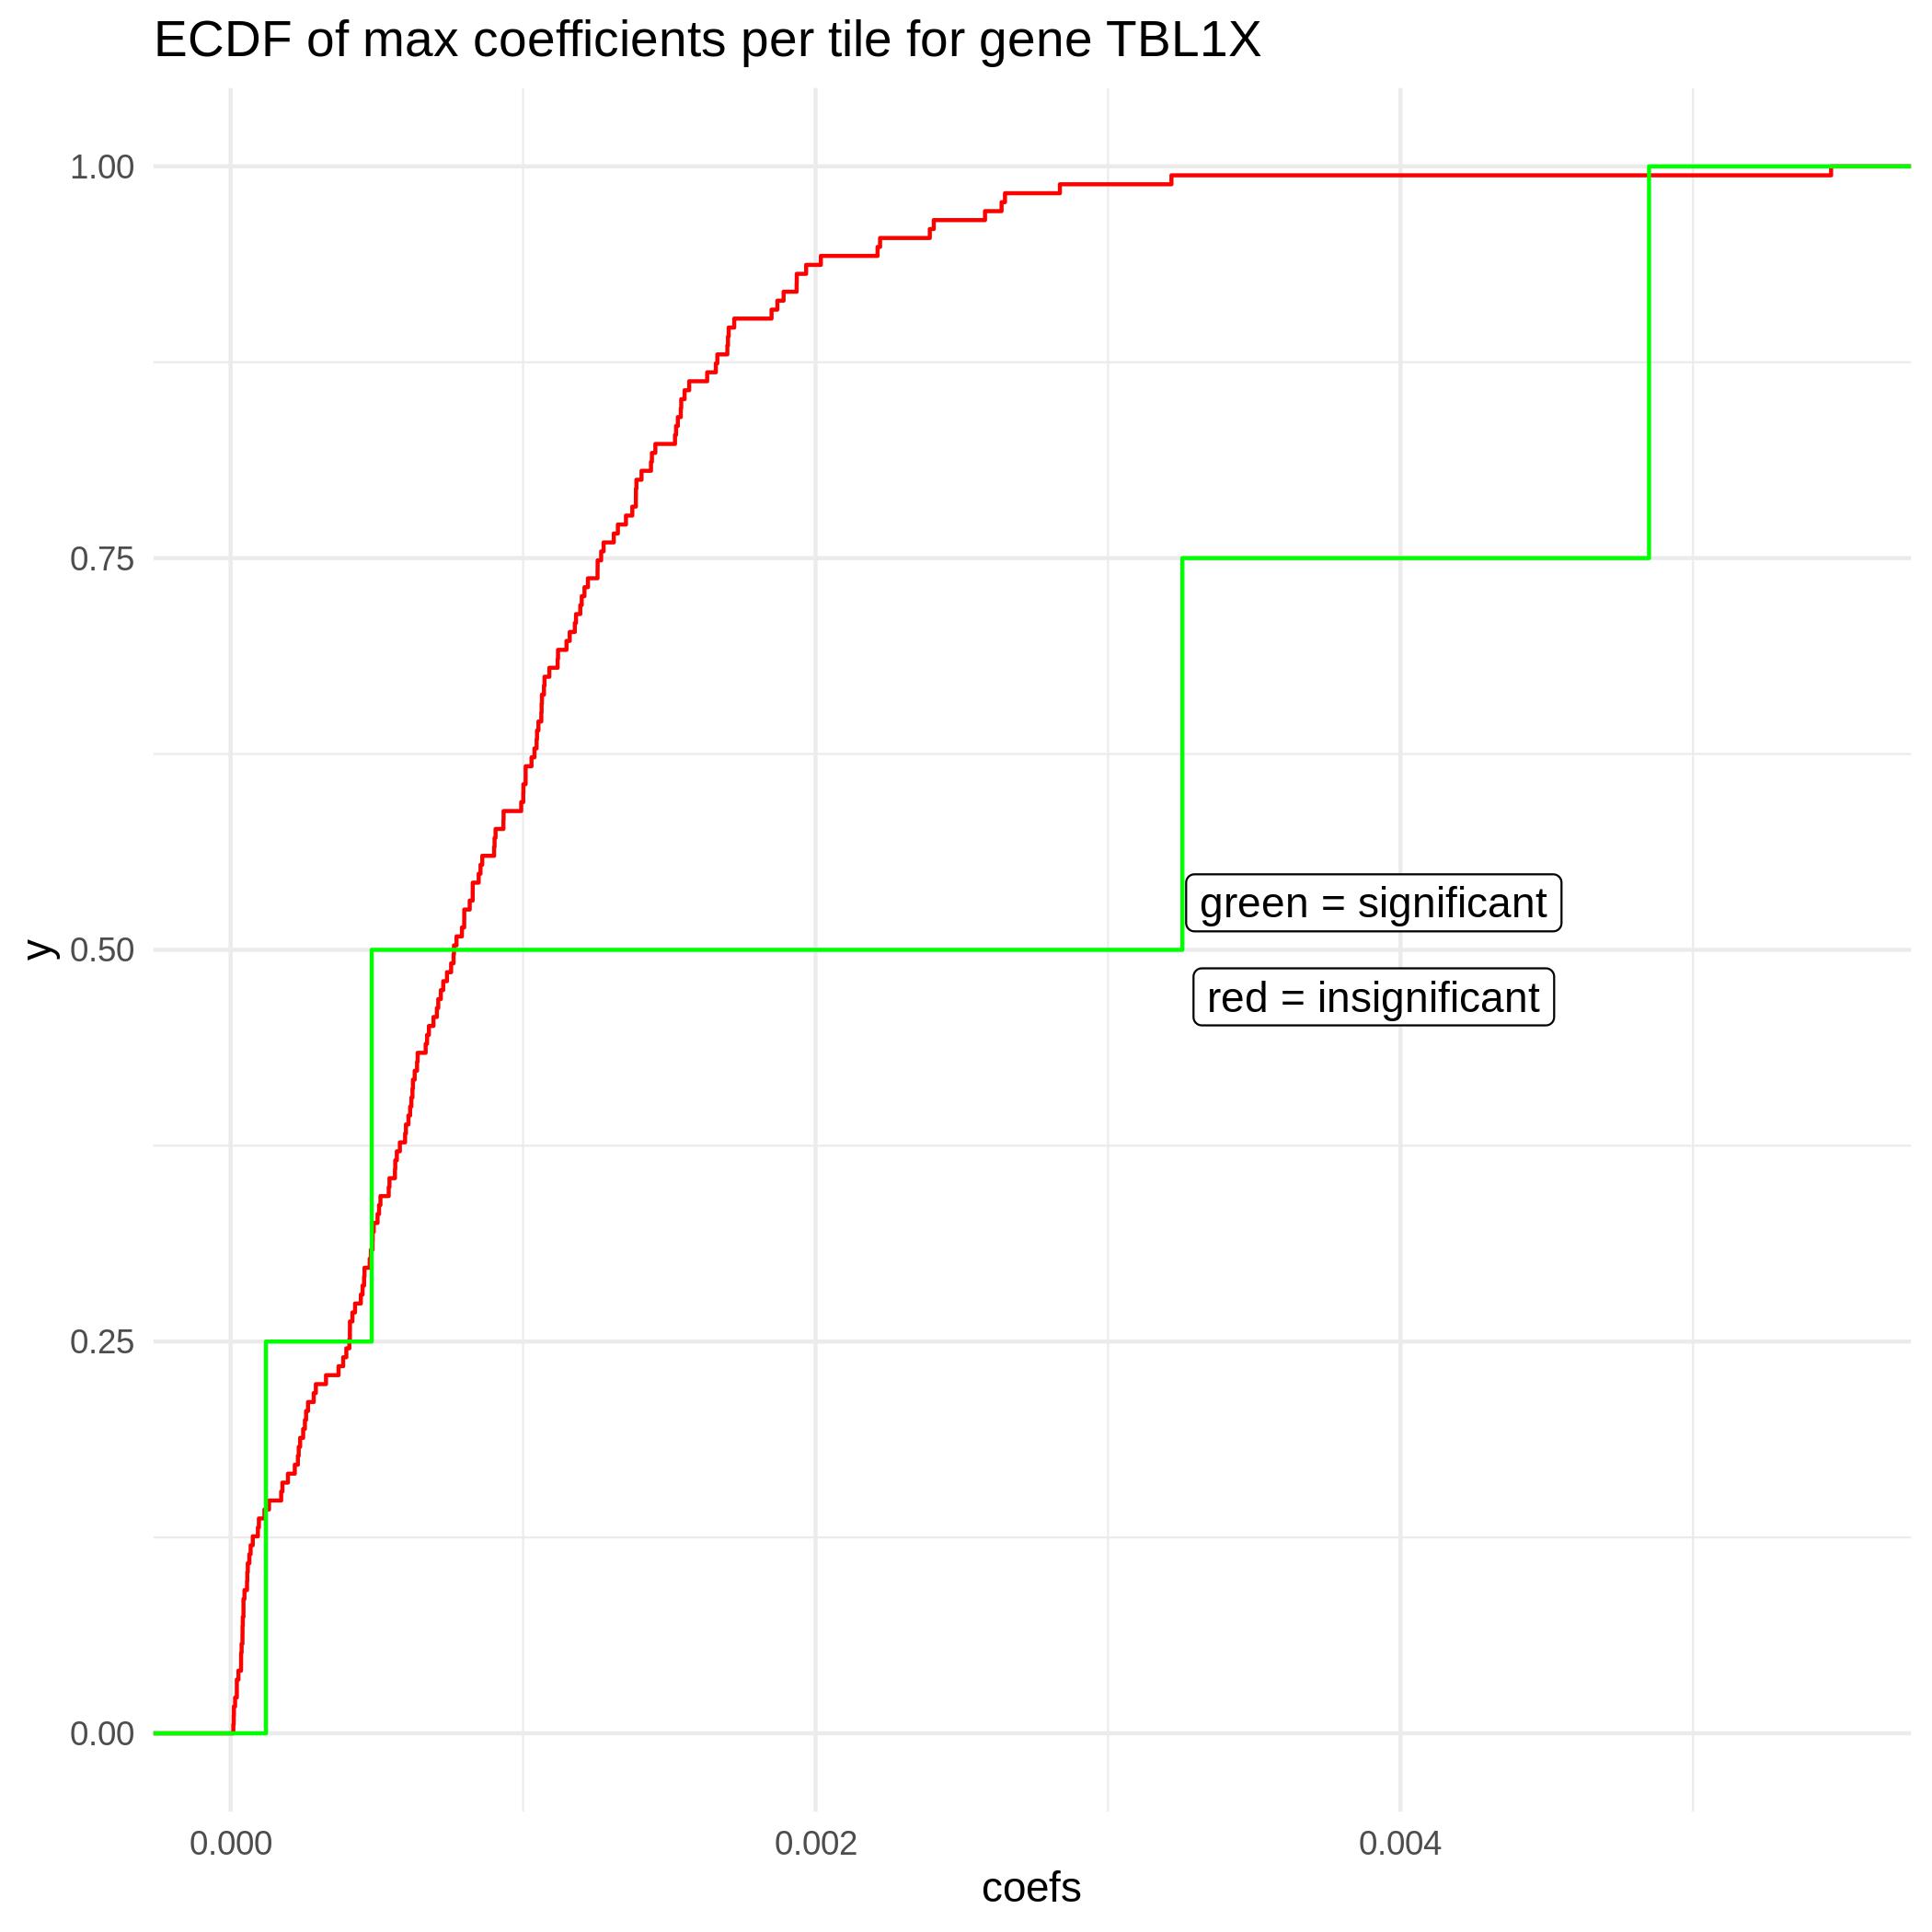 ECDF of max coefficients per tile for gene TBL1X
1.00
0.75
0.50
0.25
0.00
y
green = significant
red = insignificant
0.000
0.002
0.004
coefs